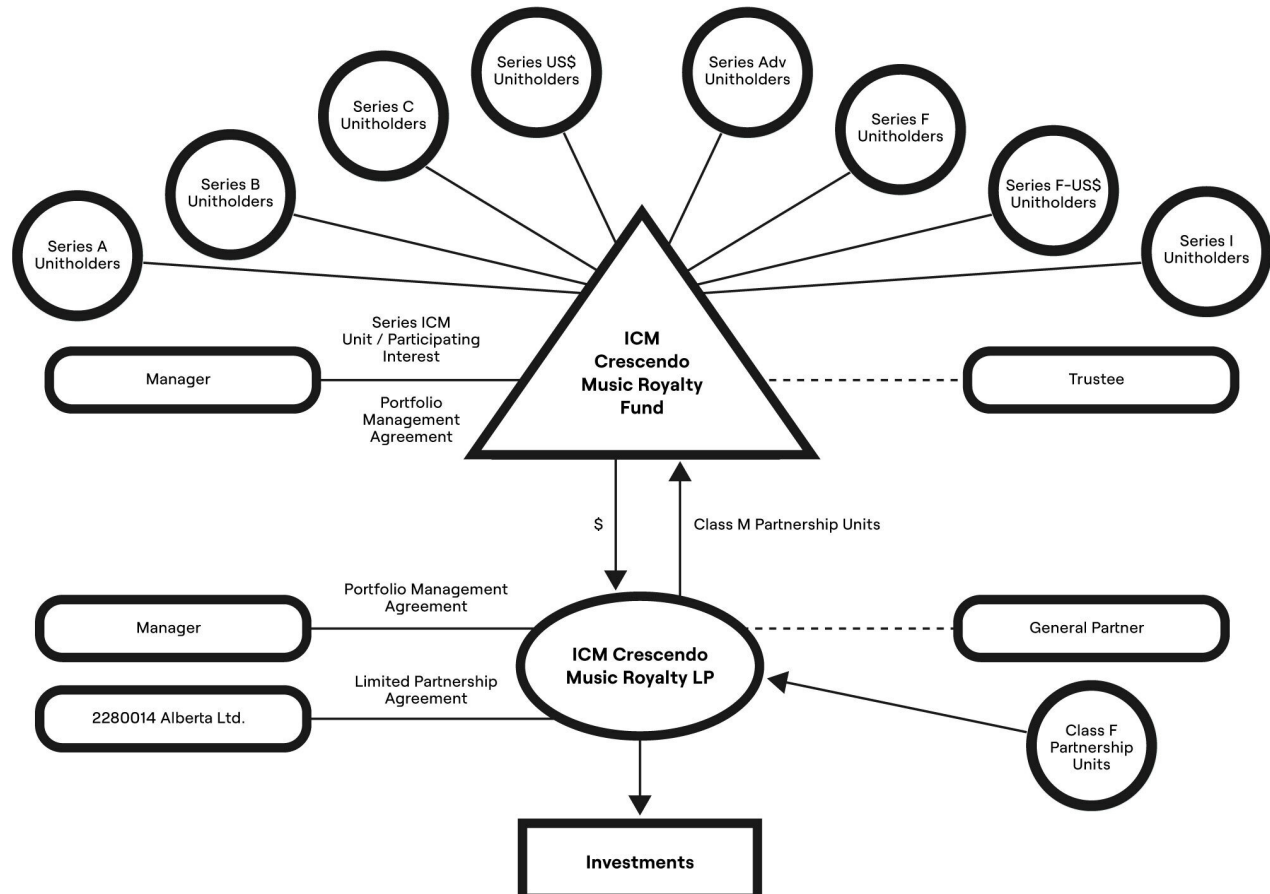 Series US$
Unitholders
Series Adv
Unitholders
Series C
Unitholders
Series F
Unitholders
Series B
Unitholders
Series F-US$
Unitholders
Series A
Unitholders
Series I
Unitholders
Series ICM
Unit / Participating
Interest
Manager
Portfolio
Management
Agreement
ICM
Crescendo
Music Royalty
Fund
Trustee
$
Class M Partnership Units
Portfolio Management
Agreement
Manager
General Partner
ICM Crescendo
Music Royalty LP
Limited Partnership
Agreement
2280014 Alberta Ltd.
Class F
Partnership
Units
Investments